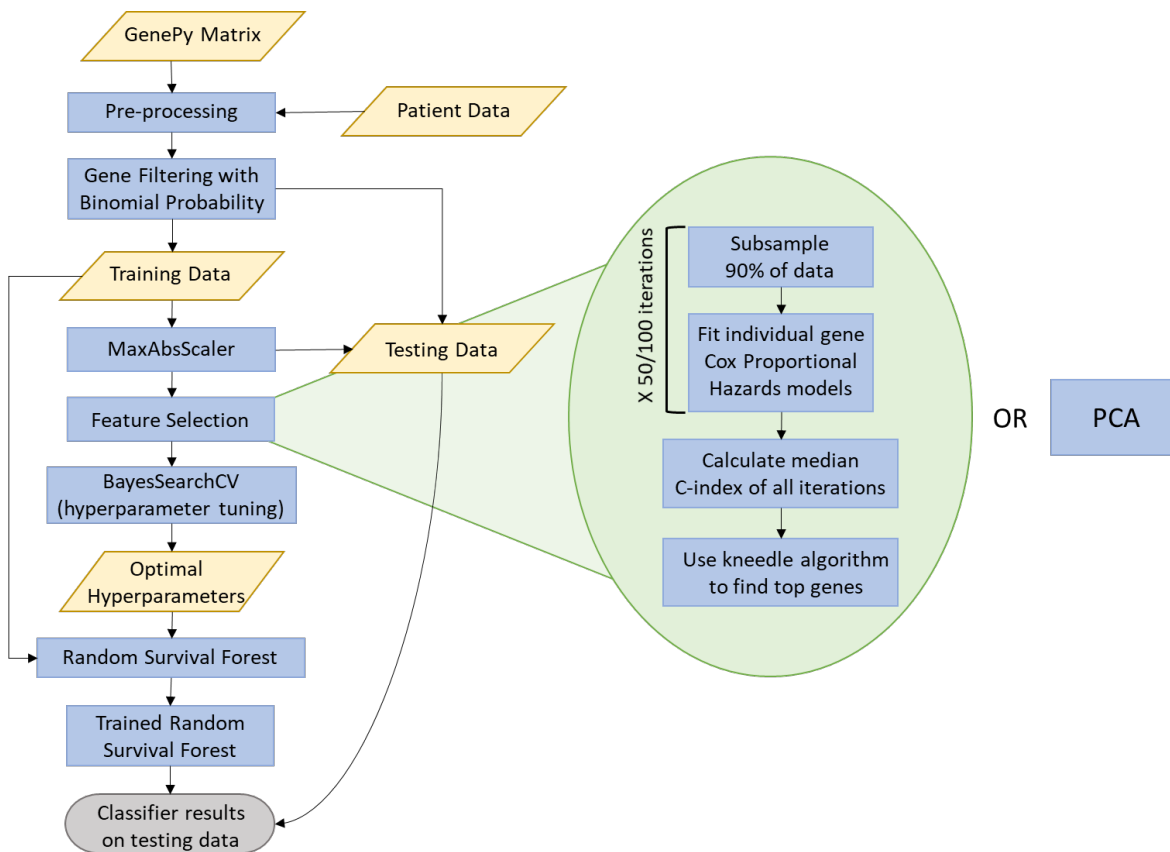 GenePy Matrix
Pre-processing
Patient Data
Gene Filtering with
Binomial Probability
Training Data
MaxAbsScaler
Testing Data
Feature Selection
BayesSearchCV
(hyperparameter tuning)
Optimal
Hyperparameters
Random Survival Forest
Trained Random
Survival Forest
Classifier results
on testing data
X 50/100 iterations
Subsample
90% of data
Fit individual gene
Cox Proportional
Hazards models
Calculate median
C-index of all iterations
Use kneedle algorithm
to find top genes
OR
PCA